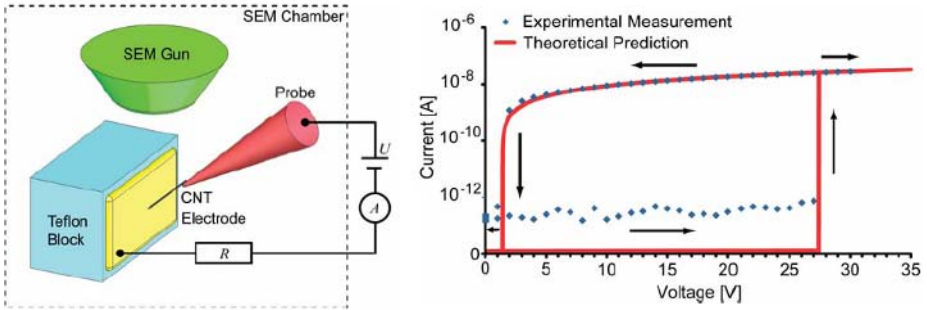 SEM Chamber
SEM Gun
Probe
U
CNT
A
Electrode
Teflon
Block
R
10⁻⁶
Experimental Measurement
Theoretical Prediction
10⁻⁸
Current [A]
10⁻¹⁰
10⁻¹²
0
0 5 10 15 20 25 30 35
Voltage [V]